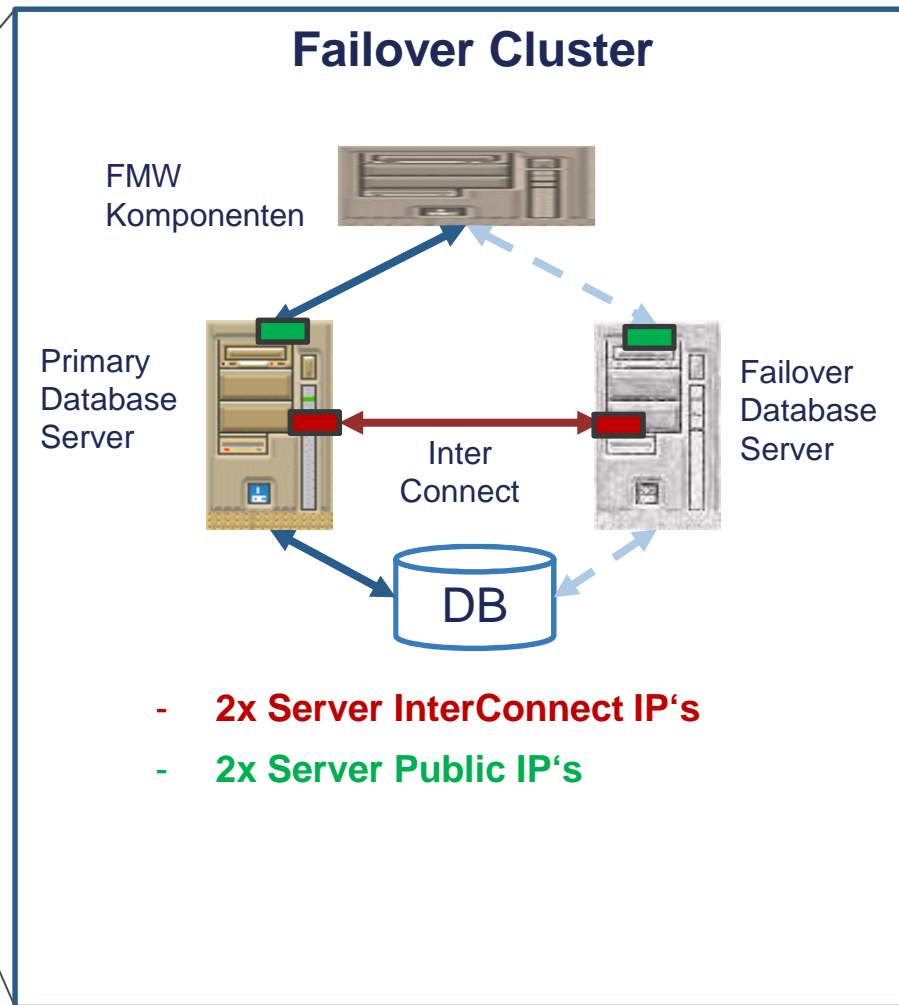 Failover Cluster
FMW
Komponenten
Primary
Database
Server
Failover
Database
Server
Inter
Connect
DB
- 2x Server InterConnect IP‘s
- 2x Server Public IP‘s